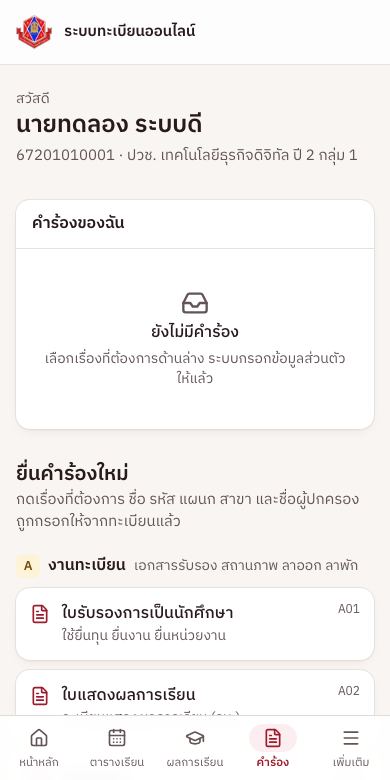 ระบบทะเบียนออนไลน์
สวัสดี
นายทดลอง ระบบดี
67201010001 · ปวช. เทคโนโลยีธุรกิจดิจิทัล ปี 2 กลุ่ม 1
คำร้องของฉัน
ยังไม่มีคำร้อง
เลือกเรื่องที่ต้องการด้านล่าง ระบบกรอกข้อมูลส่วนตัว
ให้แล้ว
ยื่นคำร้องใหม่
กดเรื่องที่ต้องการ ชื่อ รหัส แผนก สาขา และชื่อผู้ปกครอง
ถูกกรอกให้จากทะเบียนแล้ว
A งานทะเบียน เอกสารรับรอง สถานภาพ ลาออก ลาพัก
ใบรับรองการเป็นนักศึกษา A01
ใช้ยื่นทุน ยื่นงาน ยื่นหน่วยงาน
ใบแสดงผลการเรียน A02
หน้าหลัก ตารางเรียน ผลการเรียน คำร้อง เพิ่มเติม